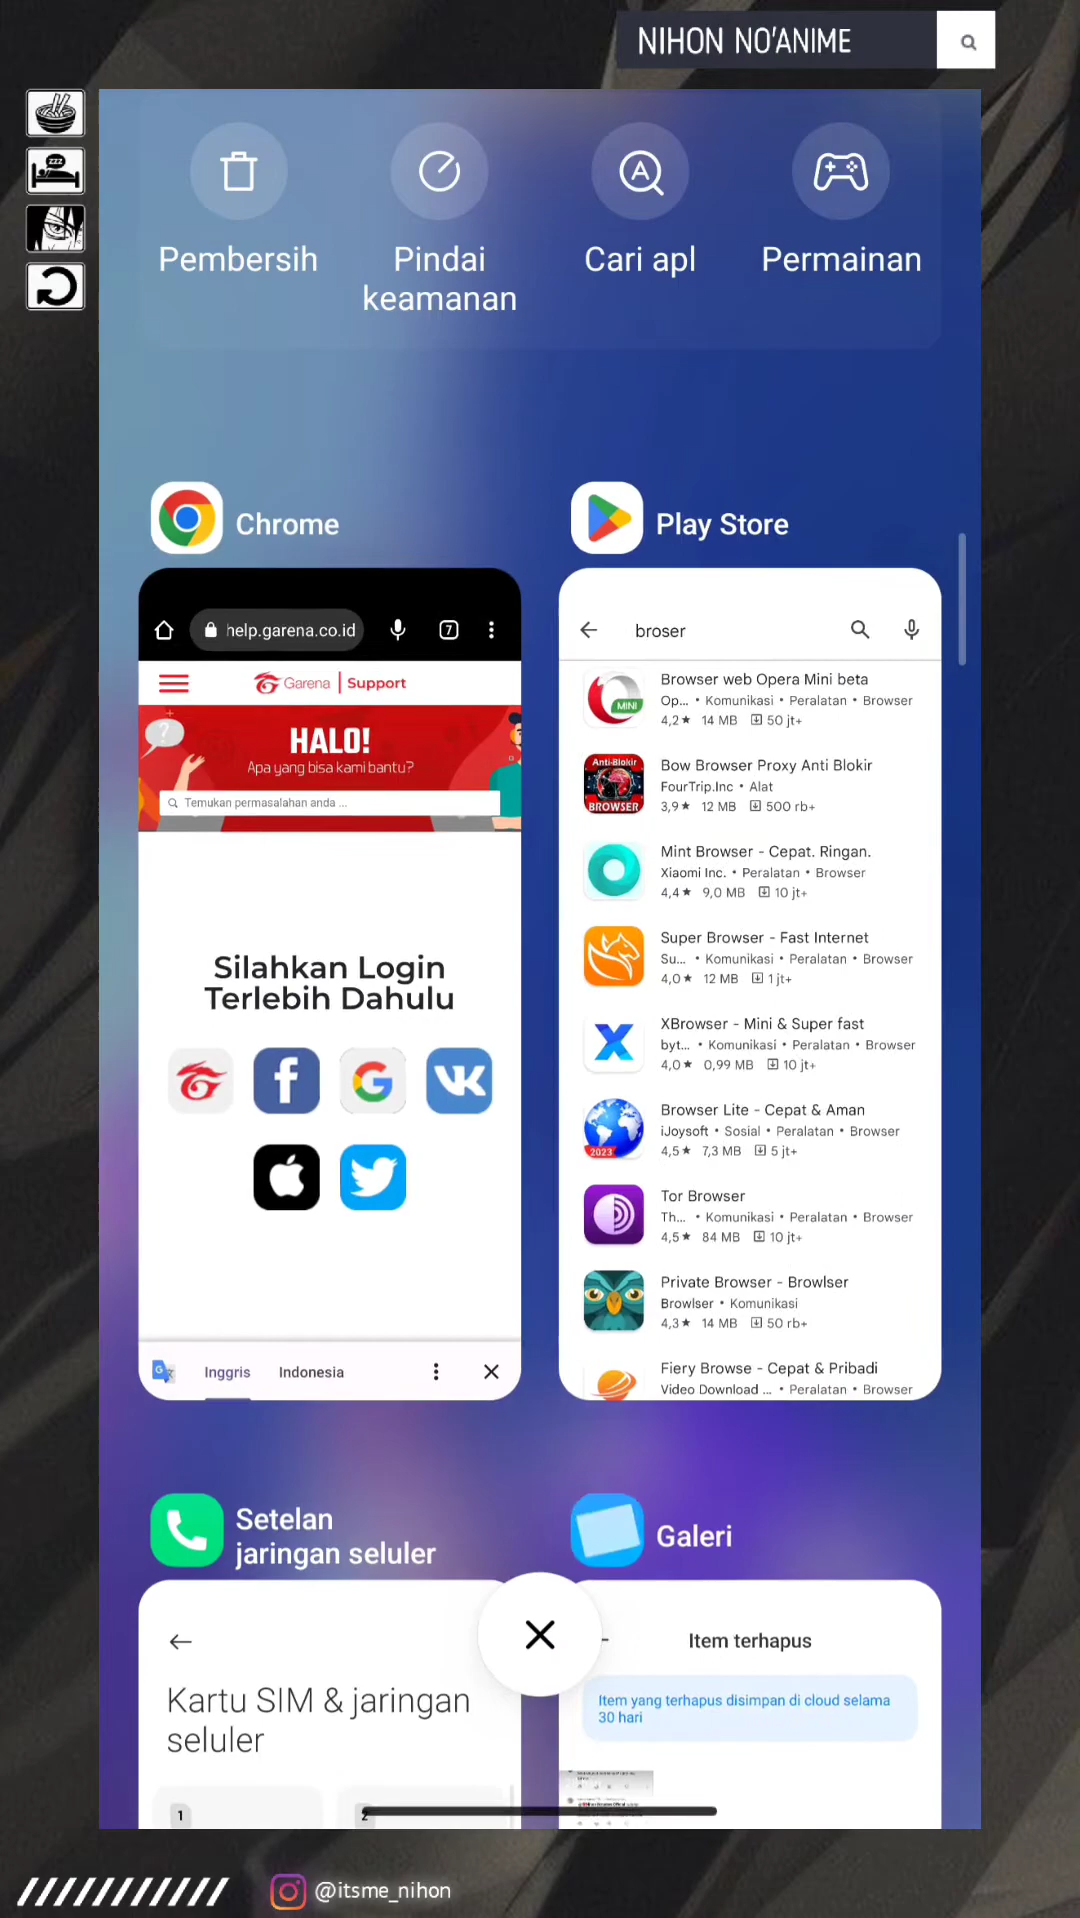 NIHON NO'ANIME
ZZZ
Pembersih
Pindai
keamanan
Cari apl
Permainan
Chrome
help.garena.co.id
7
Garena | Support
HALO!
Apa yang bisa kami bantu?
Temukan permasalahan anda ...
Silahkan Login
Terlebih Dahulu
Inggris
Indonesia
Play Store
broser
Browser web Opera Mini beta
Op... • Komunikasi • Peralatan • Browser
4,2★ 14 MB 50 jt+
MINI
Bow Browser Proxy Anti Blokir
FourTrip.Inc • Alat
3,9★ 12 MB 500 rb+
Anti-Blokir
BROWSER
Mint Browser - Cepat. Ringan.
Xiaomi Inc. • Peralatan • Browser
4,4★ 9,0 MB 10 jt+
Super Browser - Fast Internet
Su... • Komunikasi • Peralatan • Browser
4,0★ 12 MB 1 jt+
XBrowser - Mini & Super fast
byt... • Komunikasi • Peralatan • Browser
4,0★ 0,99 MB 10 jt+
Browser Lite - Cepat & Aman
iJoysoft • Sosial • Peralatan • Browser
4,5★ 7,3 MB 5 jt+
2023
Tor Browser
Th... • Komunikasi • Peralatan • Browser
4,5★ 84 MB 10 jt+
Private Browser - Browlser
Browlser • Komunikasi
4,3★ 14 MB 50 rb+
Fiery Browse - Cepat & Pribadi
Video Download ... • Peralatan • Browser
Setelan
jaringan seluler
Kartu SIM & jaringan
seluler
1
2
Galeri
Item terhapus
Item yang terhapus disimpan di cloud selama
30 hari
@itsme_nihon